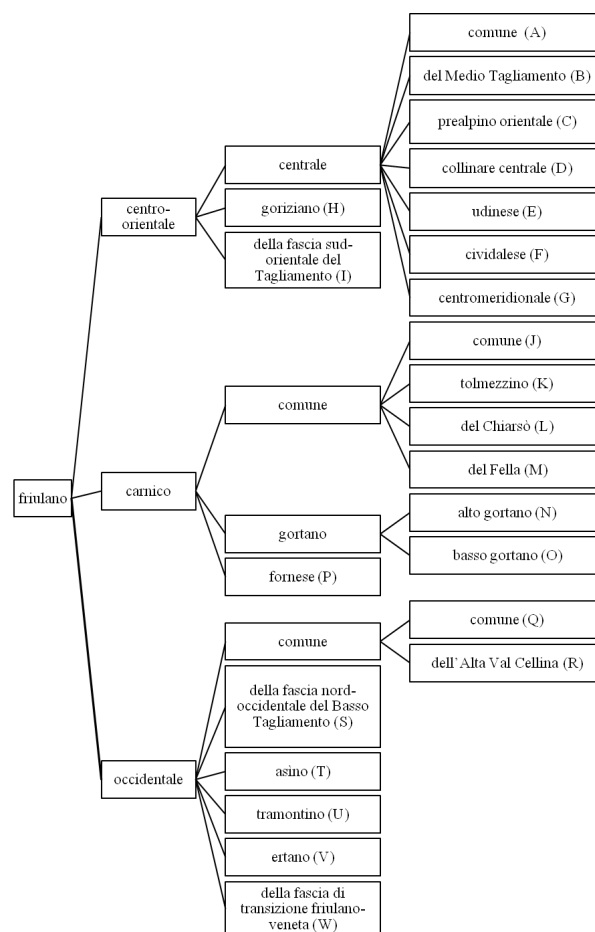 friulano
centro-
orientale
centrale
comune (A)
del Medio Tagliamento (B)
prealpino orientale (C)
collinare centrale (D)
udinese (E)
cividalese (F)
centromeridionale (G)
goriziano (H)
della fascia sud-
orientale del
Tagliamento (I)
carnico
comune
comune (J)
tolmezzino (K)
del Chiarsò (L)
del Fella (M)
gortano
alto gortano (N)
basso gortano (O)
fornese (P)
occidentale
comune
comune (Q)
dell'Alta Val Cellina (R)
della fascia nord-
occidentale del Basso
Tagliamento (S)
asino (T)
tramontino (U)
ertano (V)
della fascia di
transizione friulano-
veneta (W)